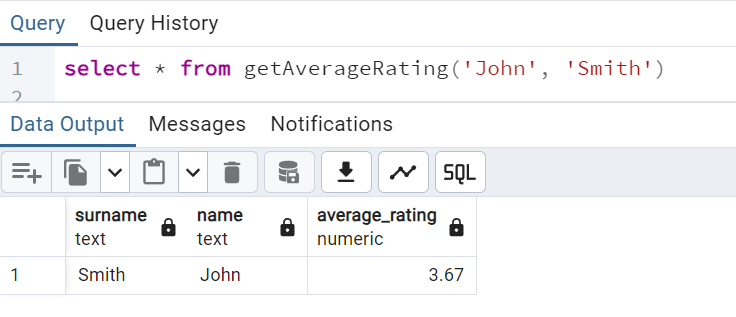 Query Query History
1 select * from getAverageRating('John', 'Smith')
2
Data Output Messages Notifications
SQL
surname name average_rating
text text numeric
1 Smith John 3.67